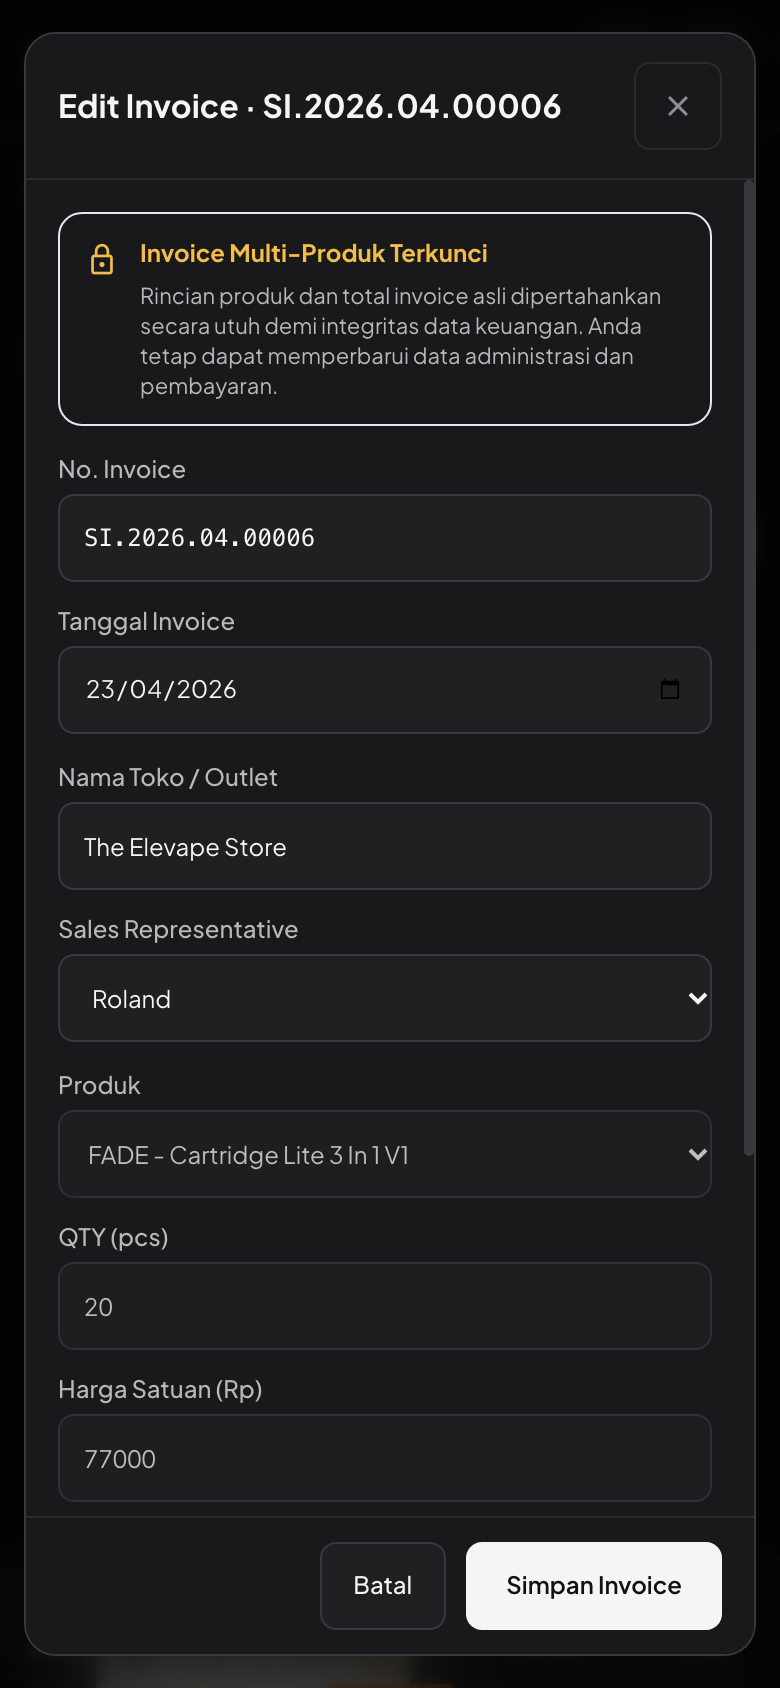 Edit Invoice · SI.2026.04.00006
Invoice Multi-Produk Terkunci
Rincian produk dan total invoice asli dipertahankan
secara utuh demi integritas data keuangan. Anda
tetap dapat memperbarui data administrasi dan
pembayaran.
No. Invoice
SI.2026.04.00006
Tanggal Invoice
23/04/2026
Nama Toko / Outlet
The Elevape Store
Sales Representative
Roland
Produk
FADE - Cartridge Lite 3 In 1 V1
QTY (pcs)
20
Harga Satuan (Rp)
77000
Batal
Simpan Invoice